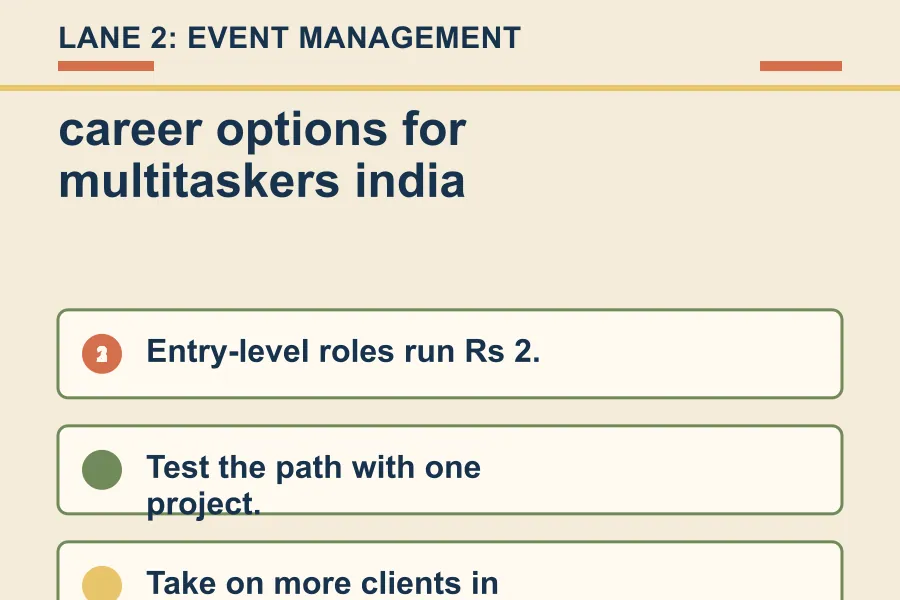 LANE 2: EVENT MANAGEMENT
career options for
multitaskers india
Entry-level roles run Rs 2.
Test the path with one
project.
Take on more clients in